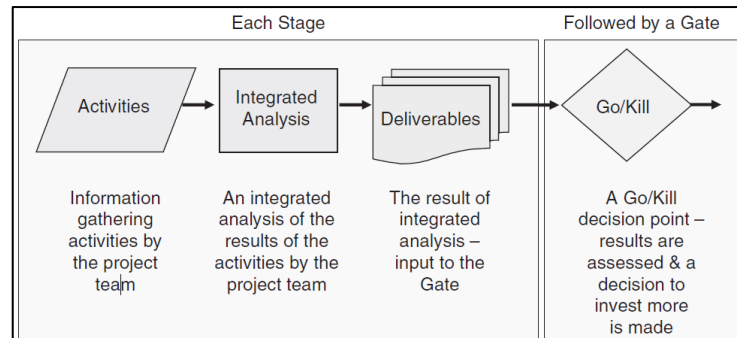 Each Stage
Followed by a Gate
Activities
Integrated
Analysis
Deliverables
Go/Kill
Information
gathering
activities by
the project
team
An integrated
analysis of the
results of the
activities by the
project team
The result of
integrated
analysis –
input to the
Gate
A Go/Kill
decision point –
results are
assessed & a
decision to
invest more
is made